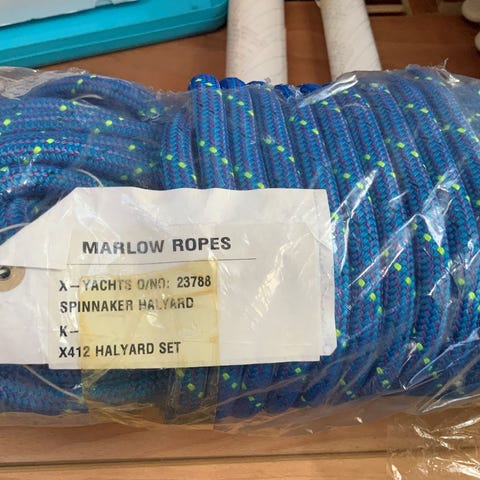 MARLOW ROPES
X-YACHTS O/NO: 23788
SPINNAKER HALYARD
K-
X412 HALYARD SET